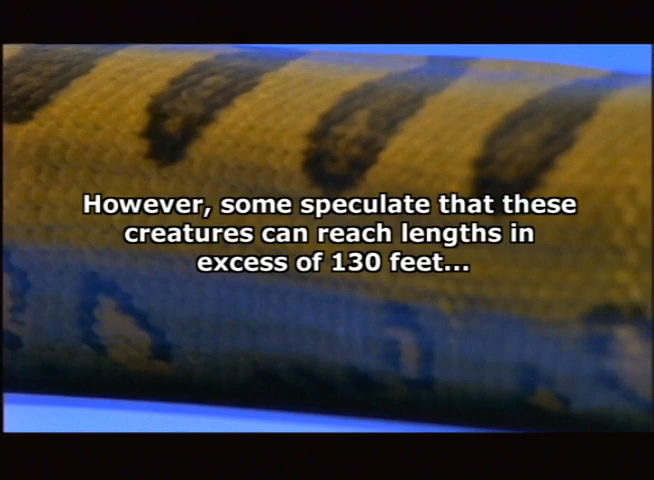 However, some speculate that these
creatures can reach lengths in
excess of 130 feet...